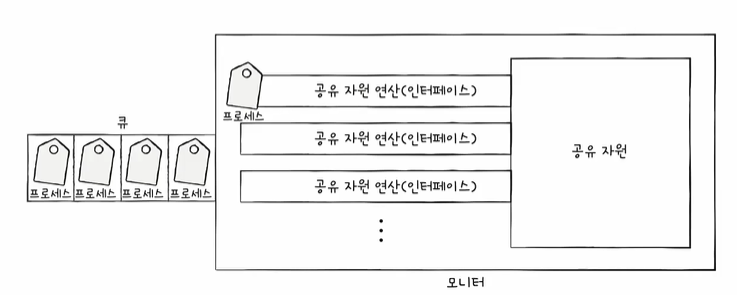 큐
프로세스
프로세스
프로세스
프로세스
프로세스
공유 자원 연산(인터페이스)
공유 자원 연산(인터페이스)
공유 자원 연산(인터페이스)
공유 자원
모니터